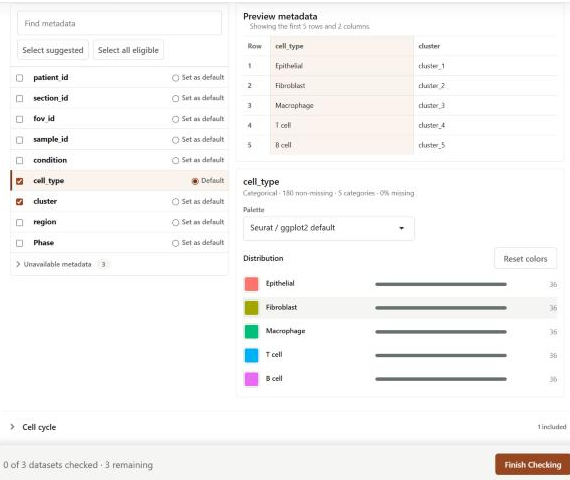 Find metadata
Select suggested
Select all eligible
patient_id
Set as default
section_id
Set as default
fov_id
Set as default
sample_id
Set as default
condition
Set as default
cell_type
Default
cluster
Set as default
region
Set as default
Phase
Set as default
Unavailable metadata 3
Preview metadata
Showing the first 5 rows and 2 columns.
Row cell_type cluster
1 Epithelial cluster_1
2 Fibroblast cluster_2
3 Macrophage cluster_3
4 T cell cluster_4
5 B cell cluster_5
cell_type
Categorical · 180 non-missing · 5 categories · 0% missing
Palette
Seurat / ggplot2 default
Distribution
Reset colors
Epithelial 36
Fibroblast 36
Macrophage 36
T cell 36
B cell 36
Cell cycle
1 included
0 of 3 datasets checked · 3 remaining
Finish Checking